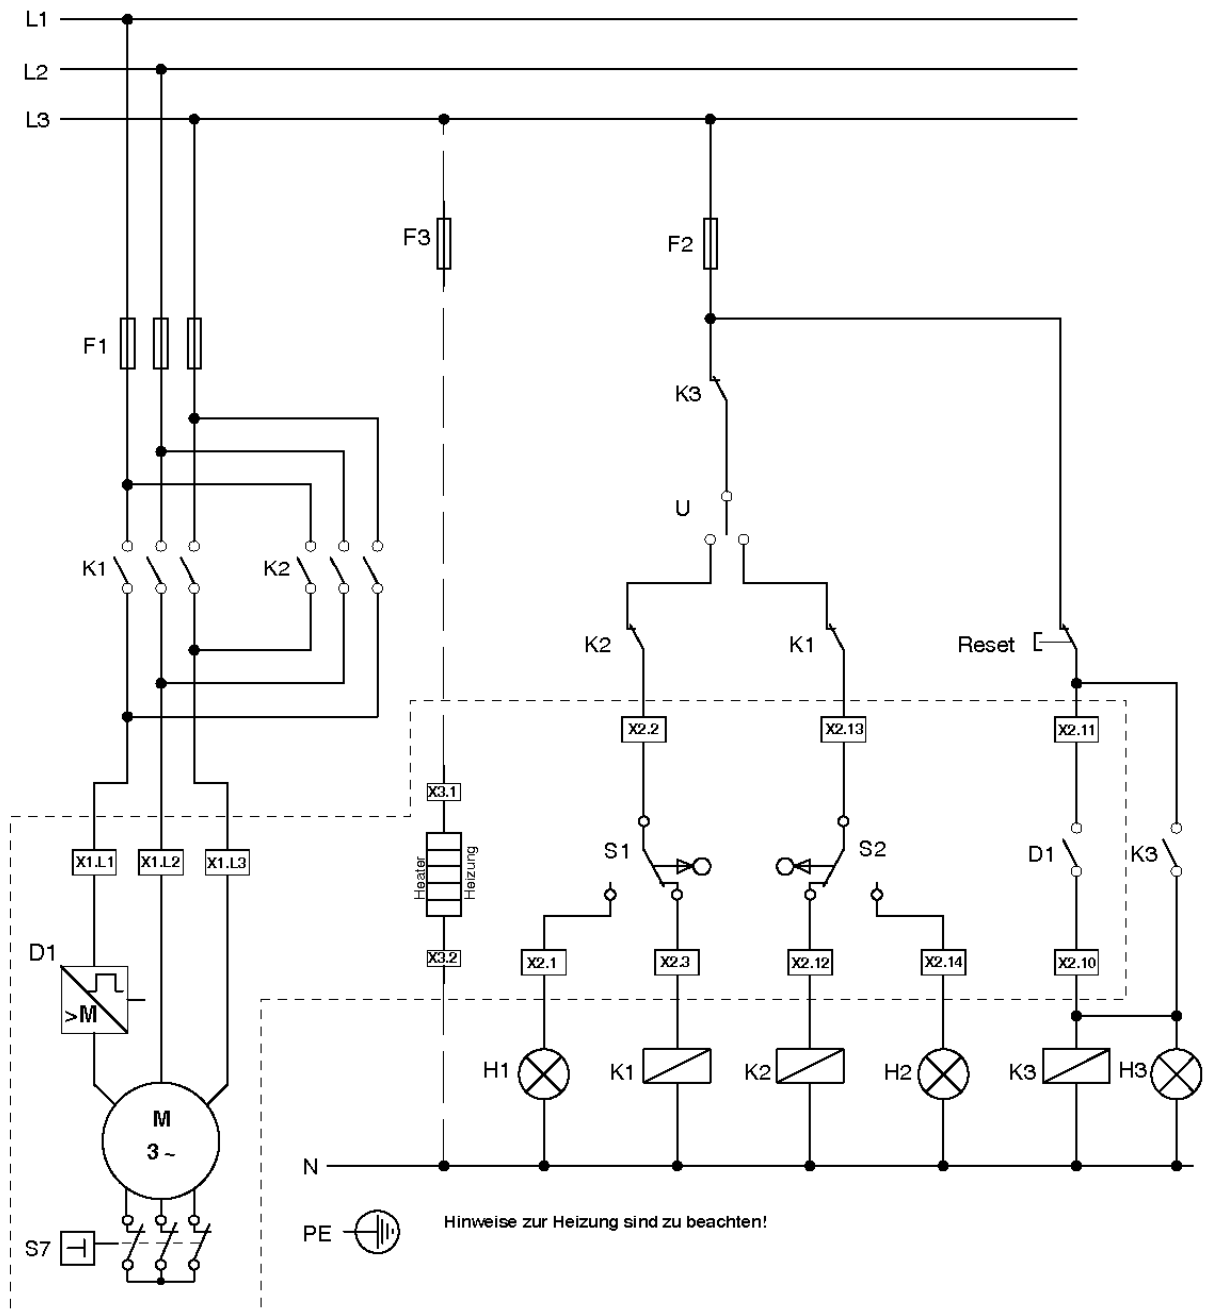 L1
L2
L3
F3
F2
F1
K3
U
K1
K2
K2
K1
Reset
X2.2
X2.13
X2.11
X3.1
X1.L1
X1.L2
X1.L3
Heater
Heizung
S1
S2
D1
K3
D1
>M
X3.2
X2.1
X2.3
X2.12
X2.14
X2.10
H1
K1
K2
H2
K3
H3
M
3 ~
N
PE
Hinweise zur Heizung sind zu beachten!
S7